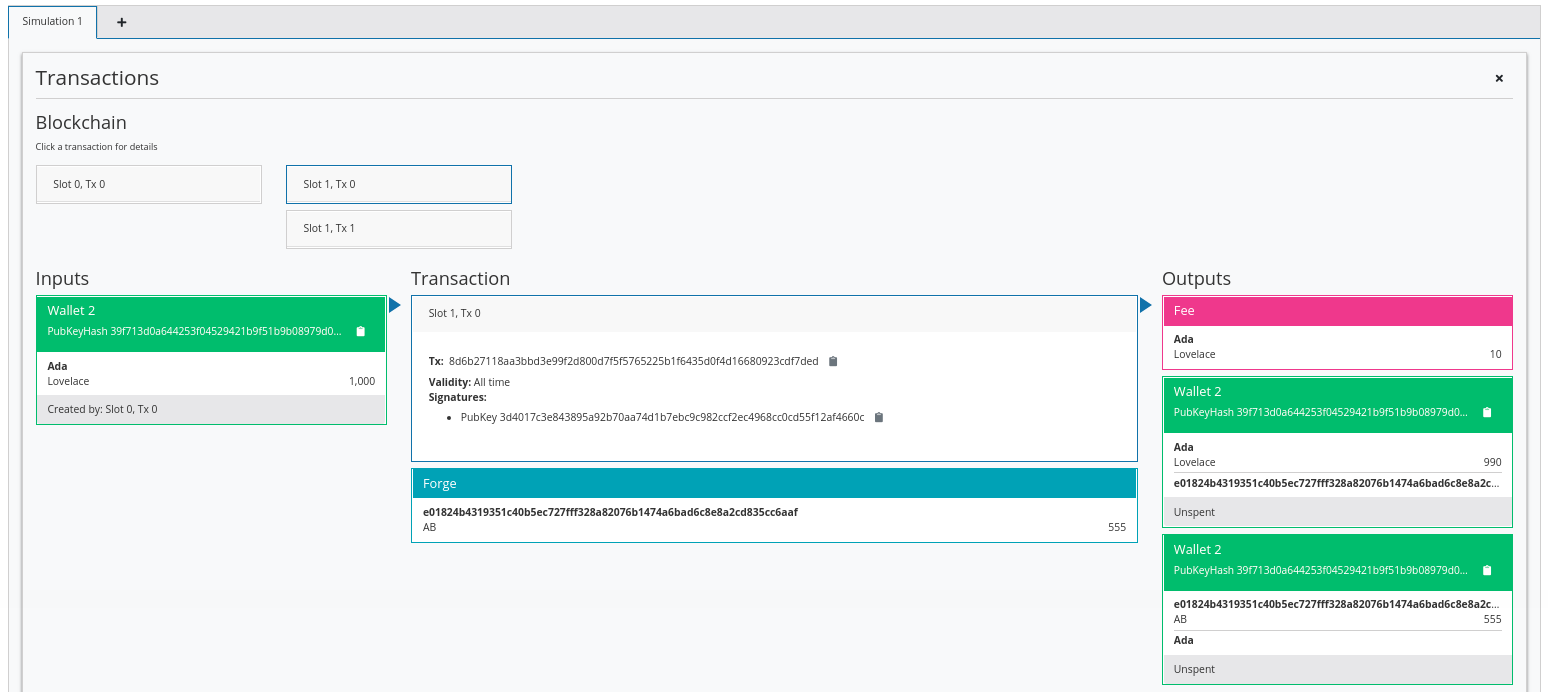 Simulation 1
+
Transactions
×
Blockchain
Click a transaction for details
Slot 0, Tx 0
Slot 1, Tx 0
Slot 1, Tx 1
Inputs
Wallet 2
PubKeyHash 39f713d0a644253f04529421b9f51b9b08979d0...
Ada
Lovelace 1,000
Created by: Slot 0, Tx 0
Transaction
Slot 1, Tx 0
Tx: 8d6b27118aa3bbd3e99f2d800d7f5f5765225b1f6435d0f4d16680923cdf7ded
Validity: All time
Signatures:
• PubKey 3d4017c3e843895a92b70aa74d1b7ebc9c982ccf2ec4968cc0cd55f12af4660c
Forge
e01824b4319351c40b5ec727fff328a82076b1474a6bad6c8e8a2cd835cc6aaf
AB 555
Outputs
Fee
Ada
Lovelace 10
Wallet 2
PubKeyHash 39f713d0a644253f04529421b9f51b9b08979d0...
Ada
Lovelace 990
e01824b4319351c40b5ec727fff328a82076b1474a6bad6c8e8a2c...
Unspent
Wallet 2
PubKeyHash 39f713d0a644253f04529421b9f51b9b08979d0...
e01824b4319351c40b5ec727fff328a82076b1474a6bad6c8e8a2c...
AB 555
Ada
Unspent